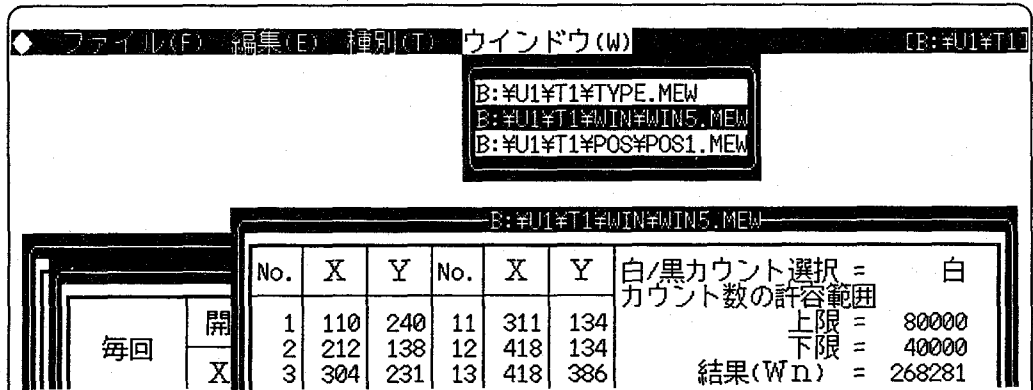 ファイル(F) 編集(E) 種別(T) ウインドウ(W) [B:¥U1¥T1]
B:¥U1¥T1¥TYPE.MEW
B:¥U1¥T1¥WIN¥WIN5.MEW
B:¥U1¥T1¥POS¥POS1.MEW
B:¥U1¥T1¥WIN¥WIN5.MEW
No. X Y No. X Y 白/黒カウント選択 = 白
カウント数の許容範囲
開 1 110 240 11 311 134 上限 = 80000
毎回 2 212 138 12 418 134 下限 = 40000
X 3 304 231 13 418 386 結果(Wn) = 268281